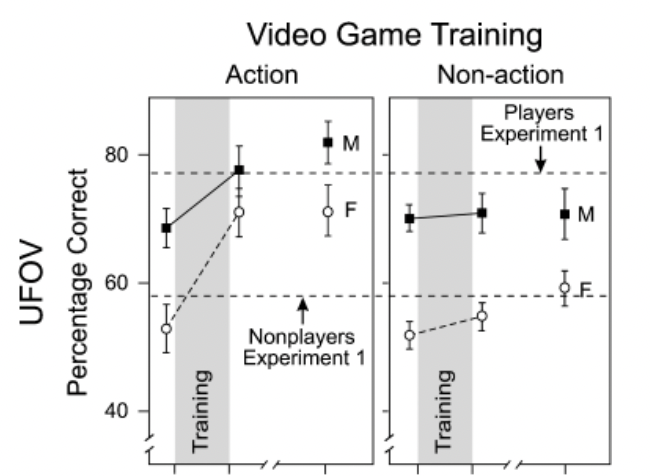 Video Game Training
Action
Non-action
UFOV
Percentage Correct
80
60
40
M
F
Nonplayers
Experiment 1
Training
Players
Experiment 1
M
F
Training